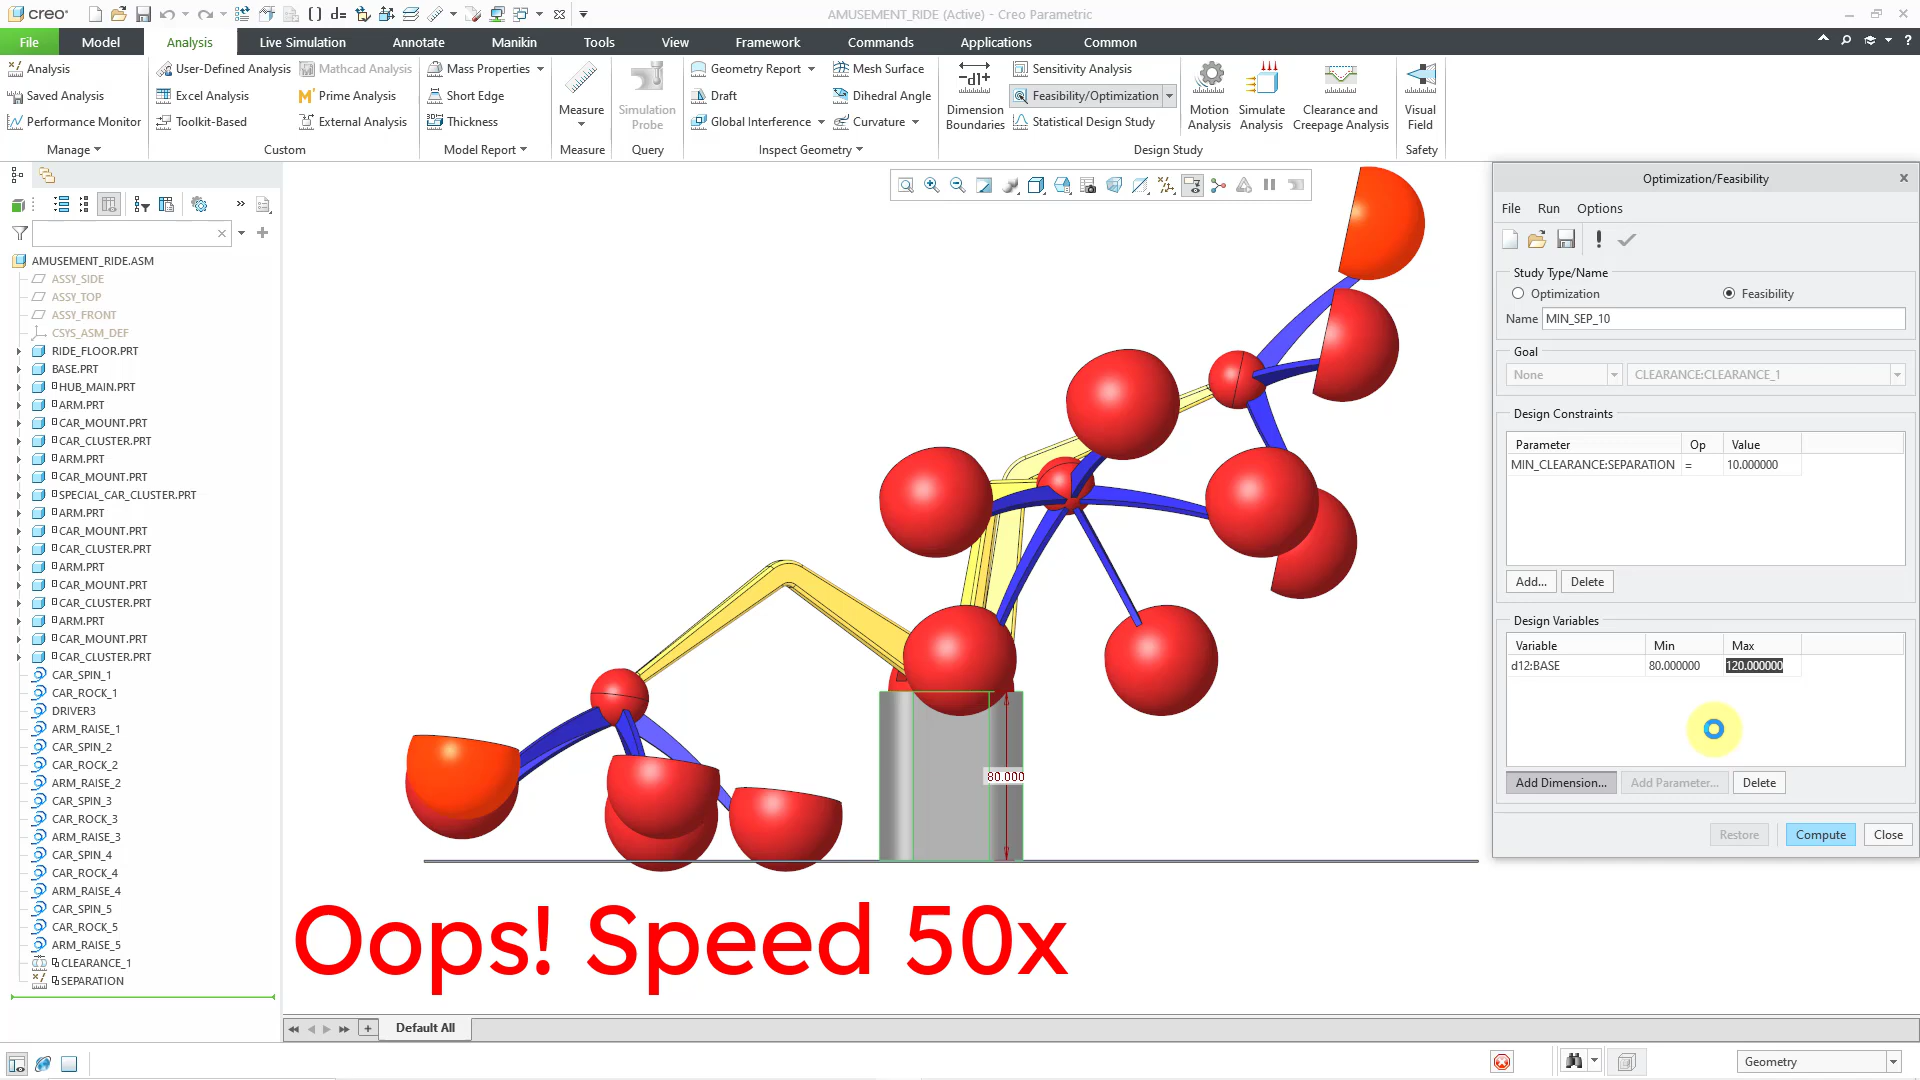 creo
AMUSEMENT_RIDE (Active) - Creo Parametric
File
Model
Analysis
Live Simulation
Annotate
Manikin
Tools
View
Framework
Commands
Applications
Common
Analysis
Saved Analysis
Performance Monitor
Manage
User-Defined Analysis
Excel Analysis
Toolkit-Based
Mathcad Analysis
Prime Analysis
External Analysis
Custom
Mass Properties
Short Edge
Thickness
Model Report
Measure
Measure
Simulation
Probe
Query
Geometry Report
Draft
Global Interference
Mesh Surface
Dihedral Angle
Curvature
Inspect Geometry
Dimension
Boundaries
Sensitivity Analysis
Feasibility/Optimization
Statistical Design Study
Motion
Analysis
Simulate
Analysis
Clearance and
Creepage Analysis
Design Study
Visual
Field
Safety
AMUSEMENT_RIDE.ASM
ASSY_SIDE
ASSY_TOP
ASSY_FRONT
CSYS_ASM_DEF
RIDE_FLOOR.PRT
BASE.PRT
HUB_MAIN.PRT
ARM.PRT
CAR_MOUNT.PRT
CAR_CLUSTER.PRT
ARM.PRT
CAR_MOUNT.PRT
SPECIAL_CAR_CLUSTER.PRT
ARM.PRT
CAR_MOUNT.PRT
CAR_CLUSTER.PRT
ARM.PRT
CAR_MOUNT.PRT
CAR_CLUSTER.PRT
ARM.PRT
CAR_MOUNT.PRT
CAR_CLUSTER.PRT
CAR_SPIN_1
CAR_ROCK_1
DRIVER3
ARM_RAISE_1
CAR_SPIN_2
CAR_ROCK_2
ARM_RAISE_2
CAR_SPIN_3
CAR_ROCK_3
ARM_RAISE_3
CAR_SPIN_4
CAR_ROCK_4
ARM_RAISE_4
CAR_SPIN_5
CAR_ROCK_5
ARM_RAISE_5
CLEARANCE_1
SEPARATION
80.000
Oops! Speed 50x
Default All
Geometry
Optimization/Feasibility
File Run Options
Study Type/Name
Optimization
Feasibility
Name MIN_SEP_10
Goal
None
CLEARANCE:CLEARANCE_1
Design Constraints
Parameter Op Value
MIN_CLEARANCE:SEPARATION = 10.000000
Add... Delete
Design Variables
Variable Min Max
d12:BASE 80.000000 120.000000
Add Dimension... Add Parameter... Delete
Restore Compute Close